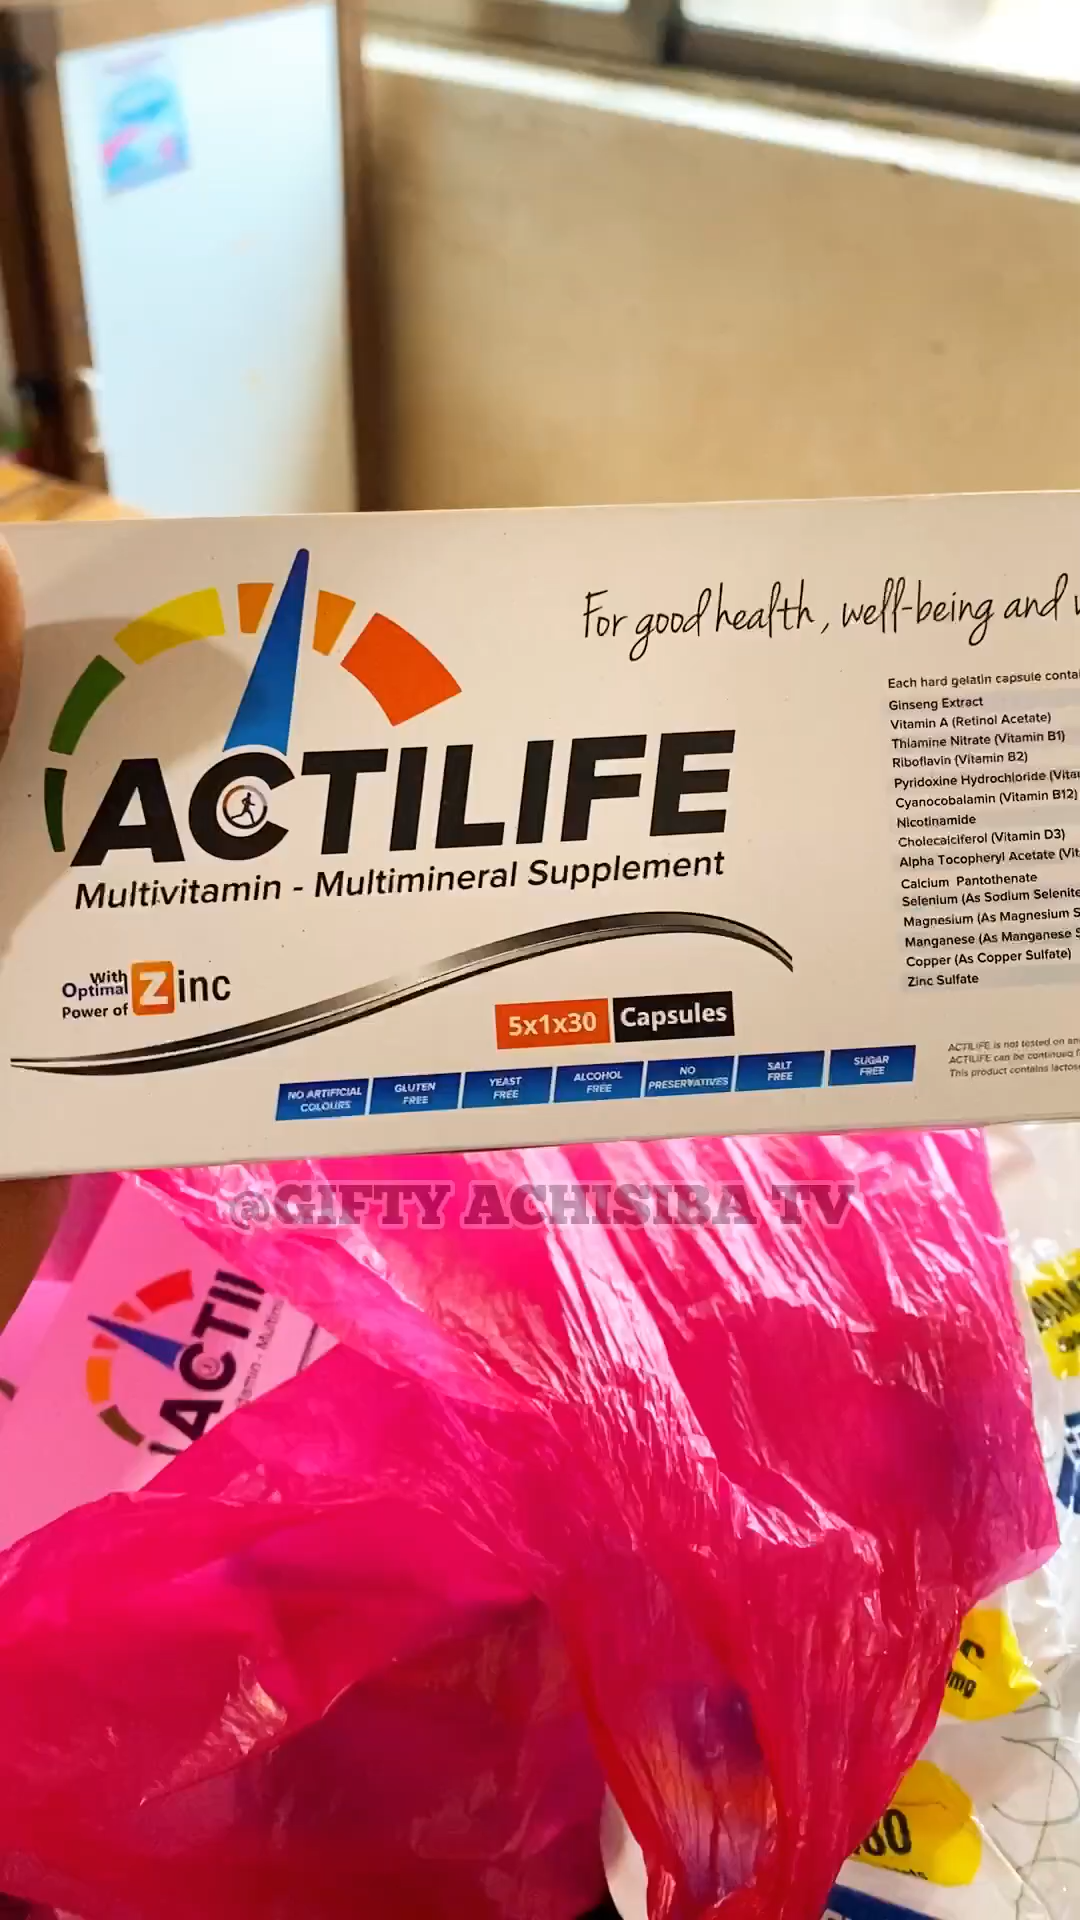 For good health, well-being and
ACTILIFE
Multivitamin - Multimineral Supplement
With
Optimal
Power of
Zinc
5x1x30 Capsules
NO ARTIFICIAL
COLOURS
GLUTEN
FREE
YEAST
FREE
ALCOHOL
FREE
NO
PRESERVATIVES
SALT
FREE
SUGAR
FREE
Each hard gelatin capsule
Ginseng Extract
Vitamin A (Retinol Acetate)
Thiamine Nitrate (Vitamin B1)
Riboflavin (Vitamin B2)
Pyridoxine Hydrochloride
Cyanocobalamin (Vitamin B12)
Nicotinamide
Cholecalciferol (Vitamin D3)
Alpha Tocopheryl Acetate
Calcium Pantothenate
Selenium (As Sodium Selenite
Magnesium (As Magnesium
Manganese (As Manganese
Copper (As Copper Sulfate)
Zinc Sulfate
ACTILIFE is not tested on
ACTILIFE can be continued
This product contains
@GIFTY ACHISIBA TV